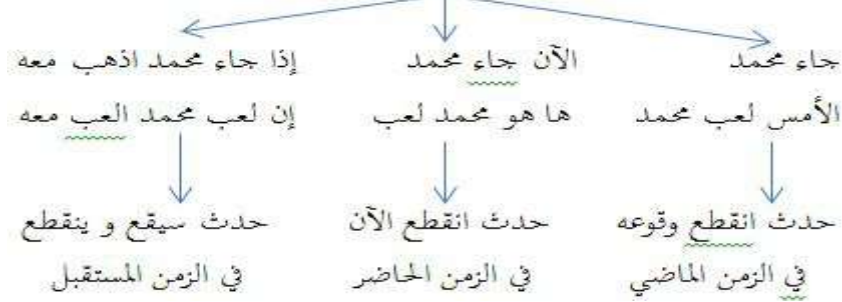 جاء محمد
الآن جاء محمد
إذا جاء محمد اذهب معه
الأمس لعب محمد
ها هو محمد لعب
إن لعب محمد العب معه
حدث انقطع وقوعه
حدث انقطع الآن
حدث سيقع و ينقطع
في الزمن الماضي
في الزمن الحاضر
في الزمن المستقبل